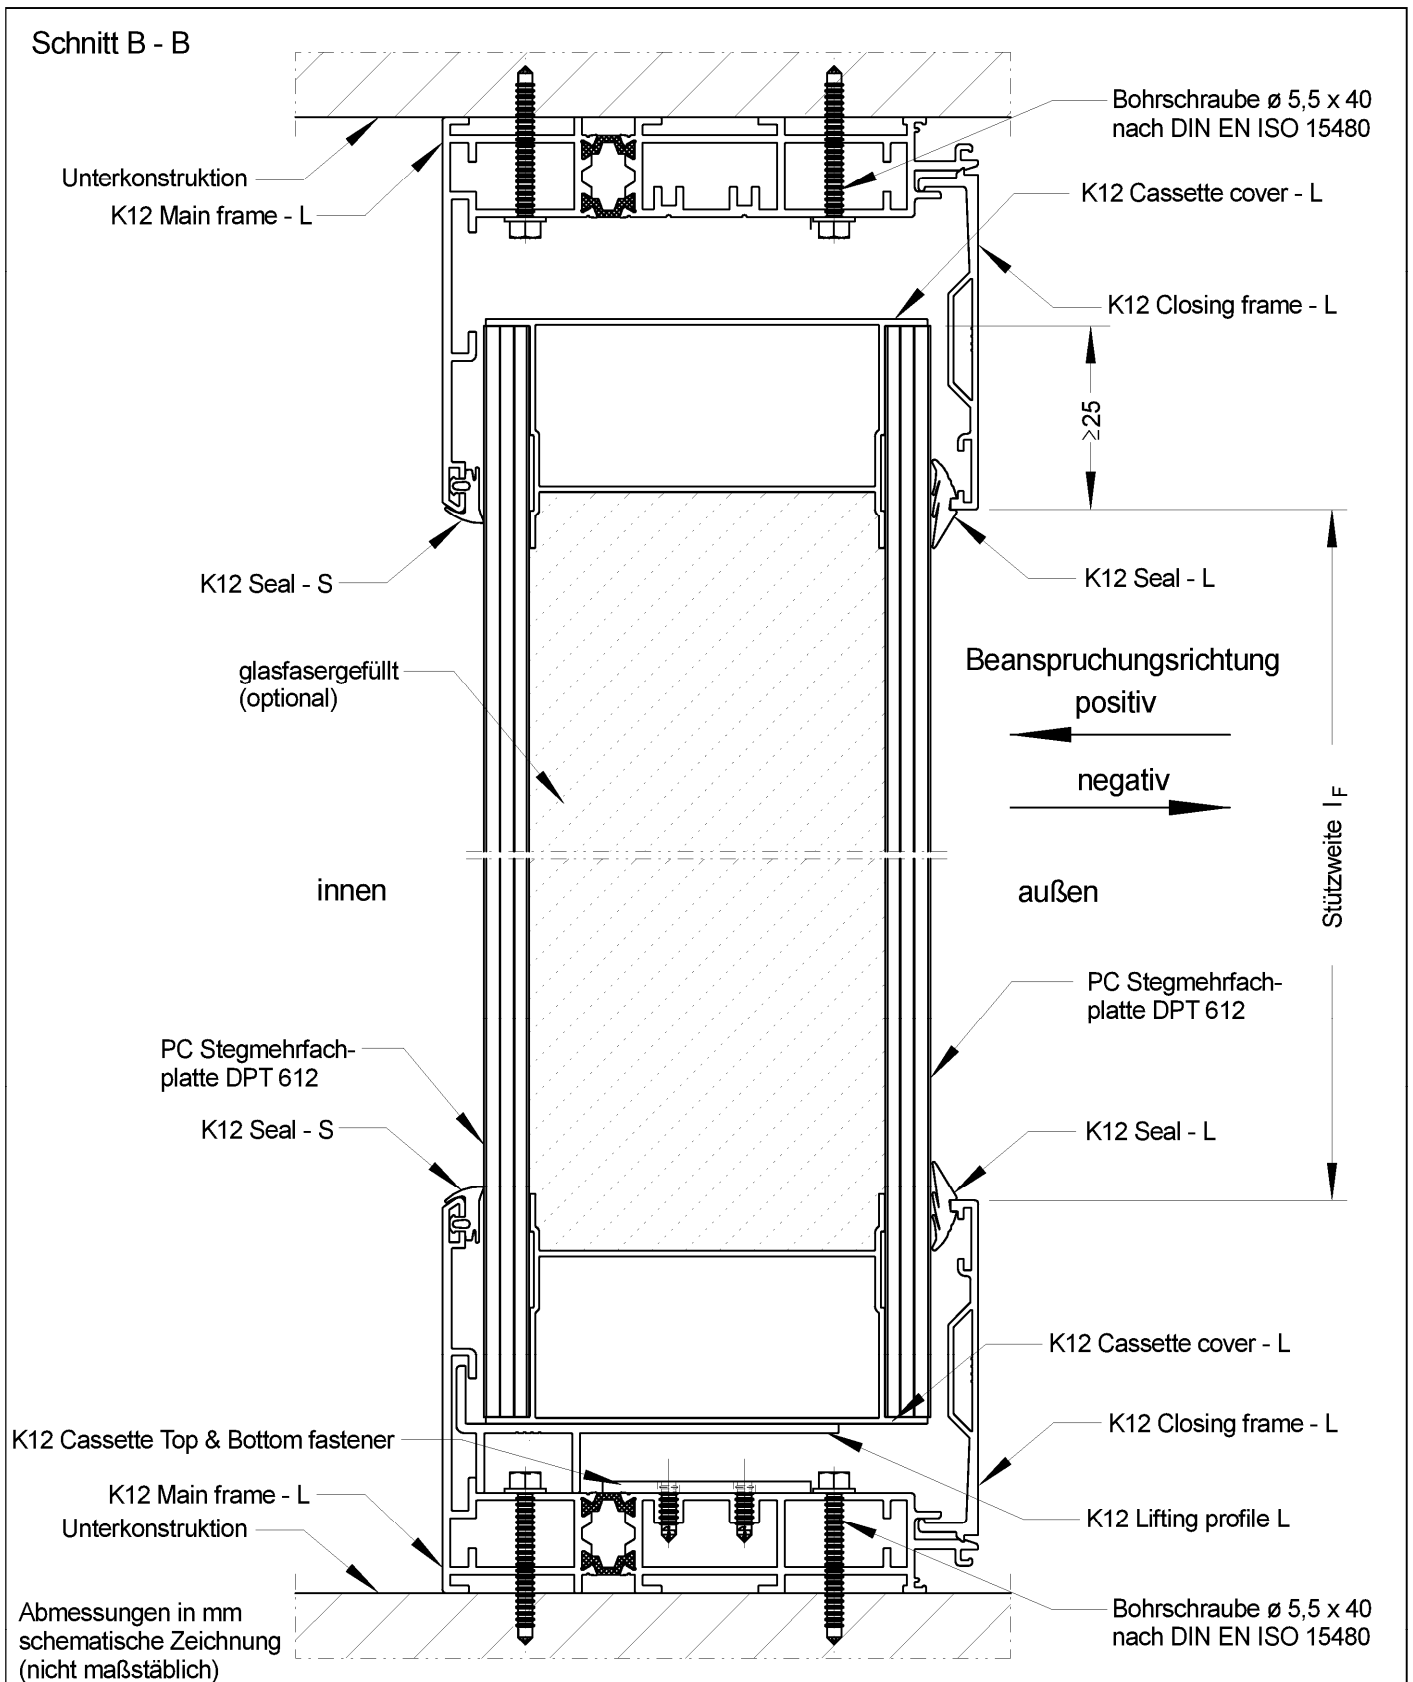 Schnitt B - B
Bohrschraube ø 5,5 x 40
nach DIN EN ISO 15480
Unterkonstruktion
K12 Main frame - L
K12 Cassette cover - L
K12 Closing frame - L
≥25
K12 Seal - S
K12 Seal - L
glasfasergefüllt
(optional)
Beanspruchungsrichtung
positiv
negativ
Stützweite lF
innen
außen
PC Stegmehrfach-
platte DPT 612
PC Stegmehrfach-
platte DPT 612
K12 Seal - S
K12 Seal - L
K12 Cassette cover - L
K12 Closing frame - L
K12 Cassette Top & Bottom fastener
K12 Main frame - L
K12 Lifting profile L
Unterkonstruktion
Bohrschraube ø 5,5 x 40
nach DIN EN ISO 15480
Abmessungen in mm
schematische Zeichnung
(nicht maßstäblich)